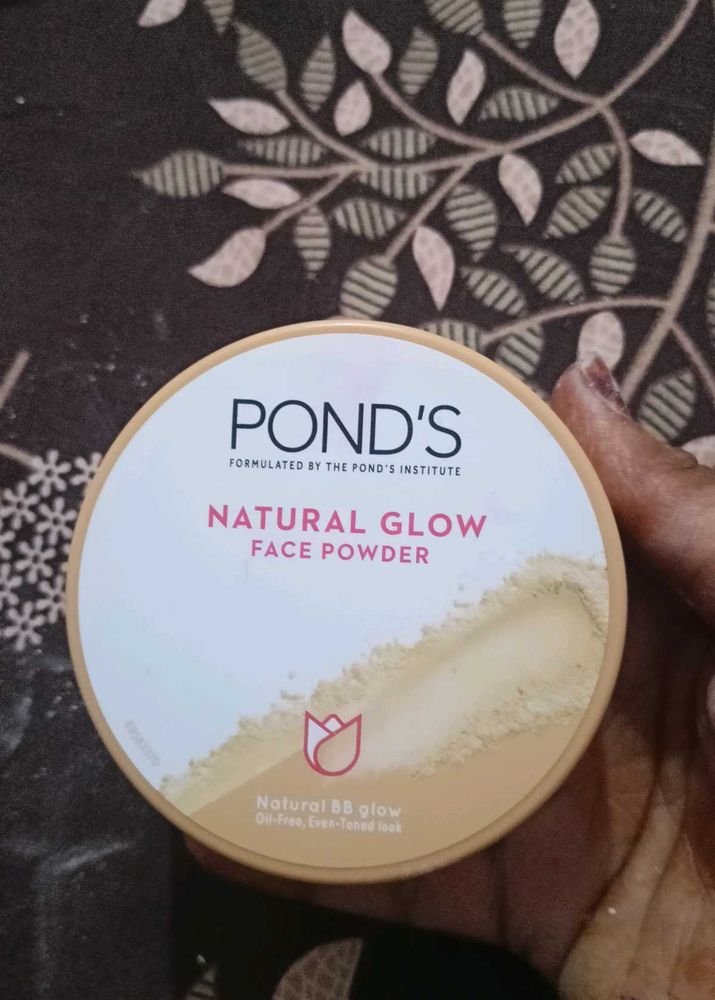 POND'S
FORMULATED BY THE POND'S INSTITUTE
NATURAL GLOW
FACE POWDER
Natural BB glow
Oil-Free, Even-Toned look